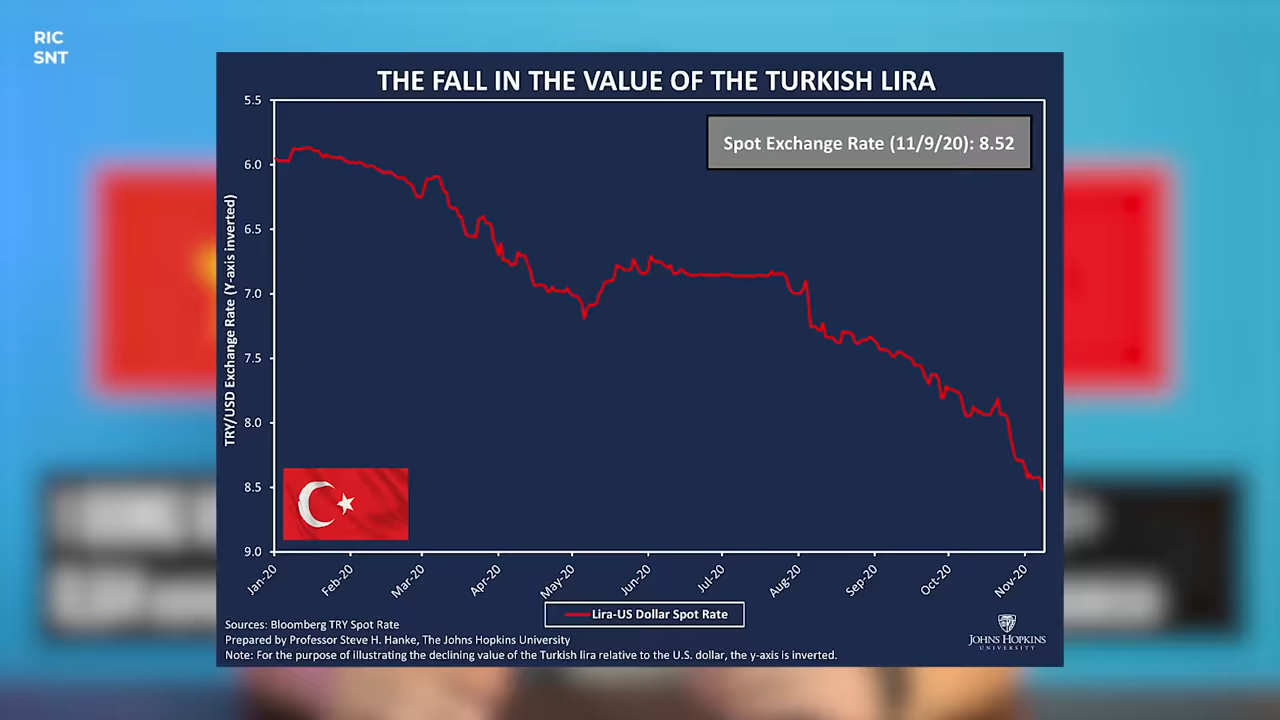 RIC
SNT
THE FALL IN THE VALUE OF THE TURKISH LIRA
Spot Exchange Rate (11/9/20): 8.52
TRY/USD Exchange Rate (Y-axis inverted)
5.5
6.0
6.5
7.0
7.5
8.0
8.5
9.0
Jan-20
Feb-20
Mar-20
Apr-20
May-20
Jun-20
Jul-20
Aug-20
Sep-20
Oct-20
Nov-20
Lira-US Dollar Spot Rate
Sources: Bloomberg TRY Spot Rate
Prepared by Professor Steve H. Hanke, The Johns Hopkins University
Note: For the purpose of illustrating the declining value of the Turkish lira relative to the U.S. dollar, the y-axis is inverted.
JOHNS HOPKINS
UNIVERSITY